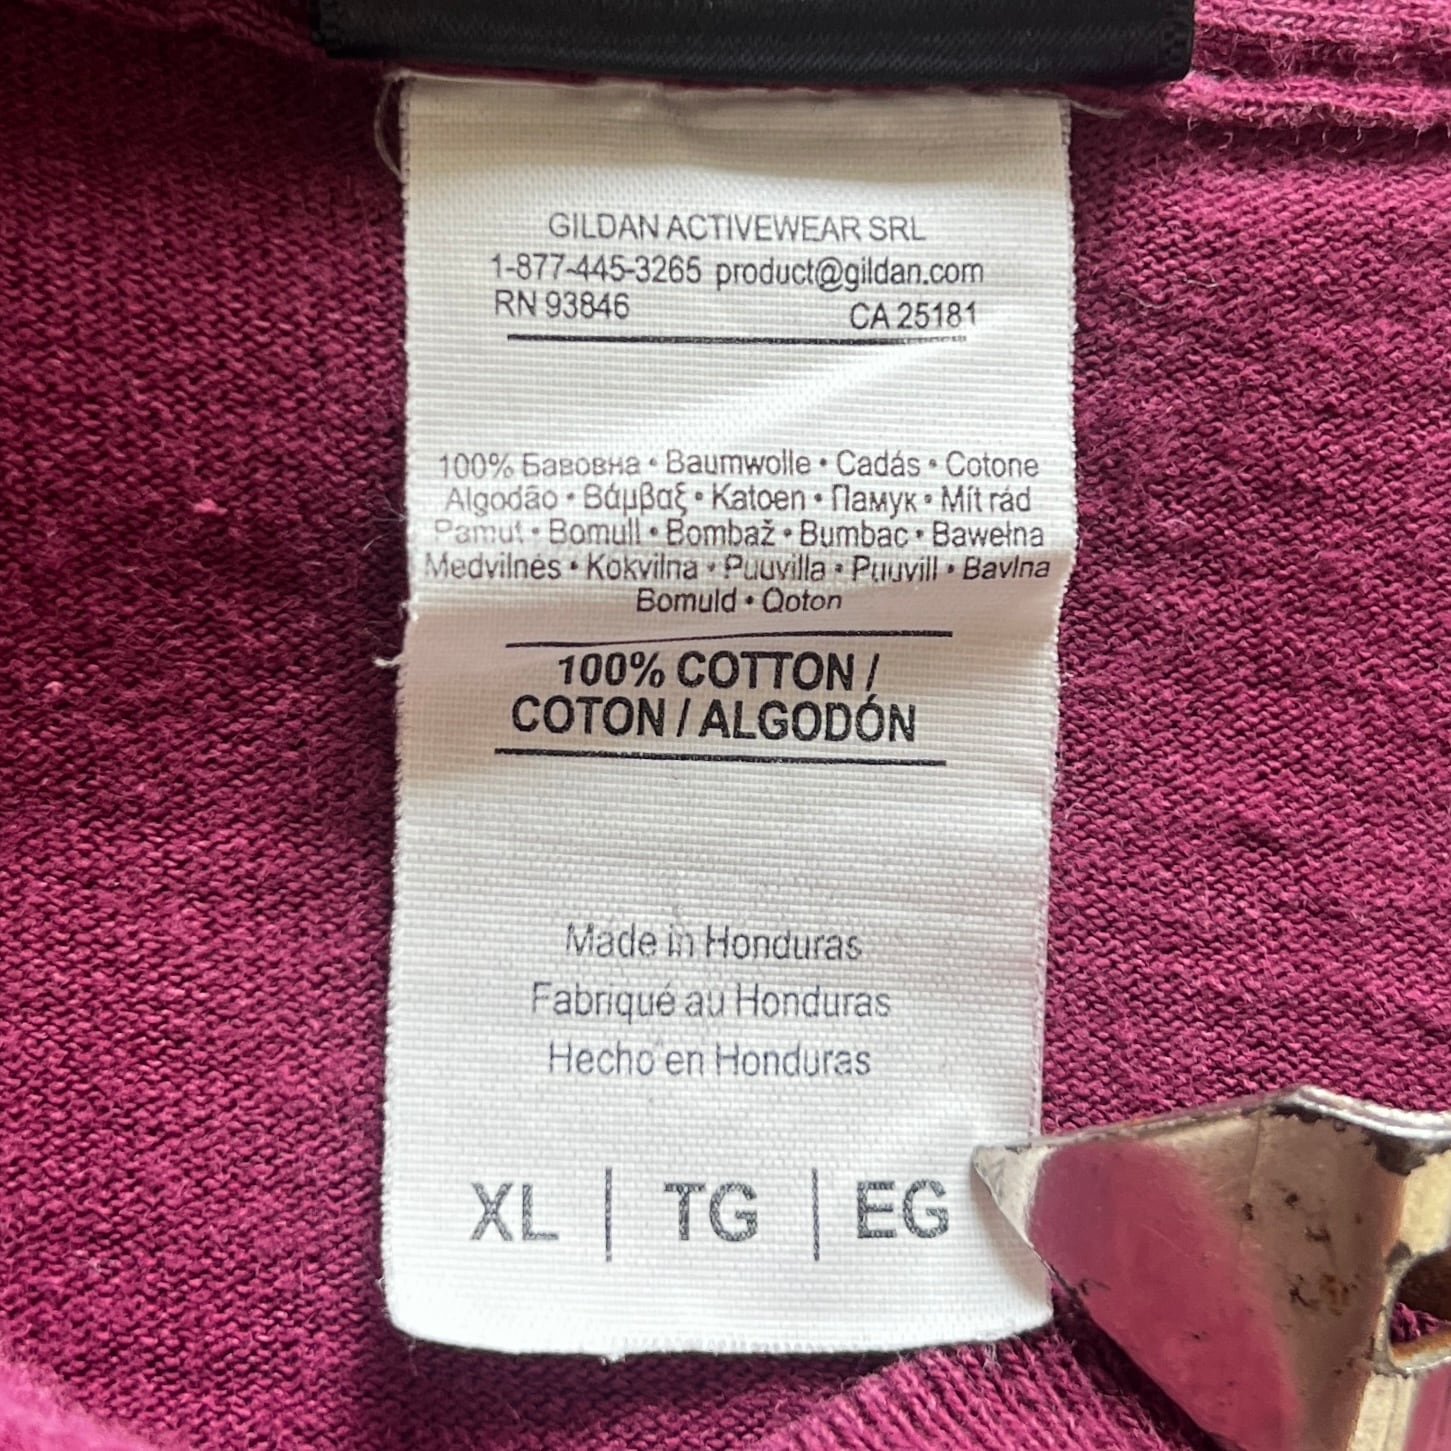 GILDAN ACTIVEWEAR SRL
1-877-445-3265 product@gildan.com
RN 93846 CA 25181
100% Бавовна • Baumwolle • Cadás • Cotone
Algodão • Βάμβαξ • Katoen • Памук • Mít rád
Pamut • Bomull • Bombaž • Bumbac • Bawełna
Medvilnės • Kokvilna • Puuvilla • Puuvill • Bavlna
Bomuld • Qoton
100% COTTON /
COTON / ALGODÓN
Made in Honduras
Fabriqué au Honduras
Hecho en Honduras
XL | TG | EG